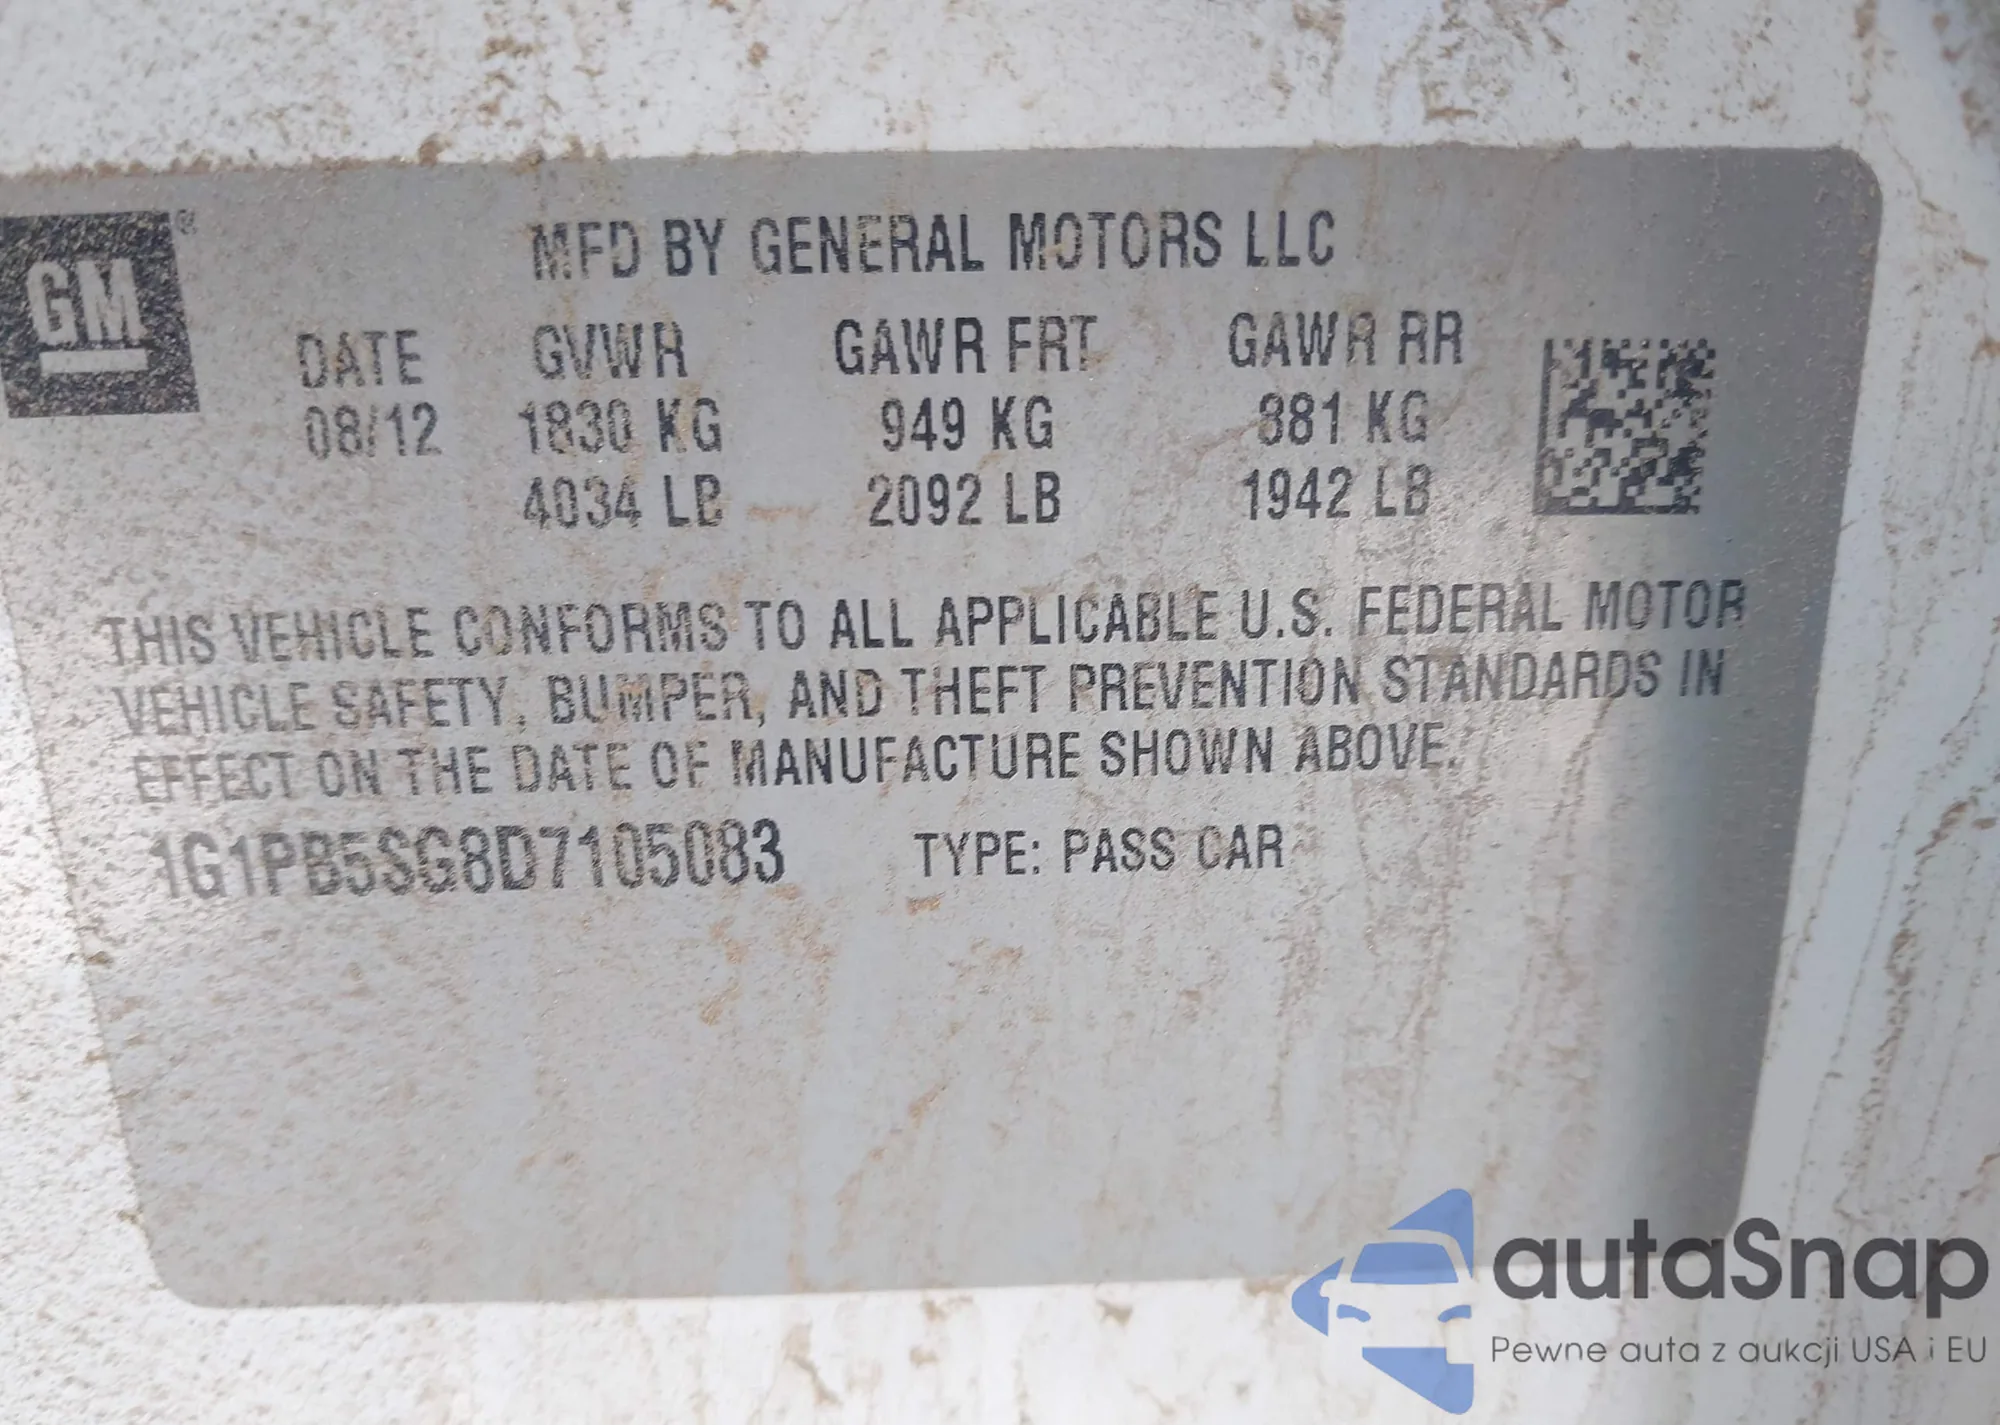 GM
MFD BY GENERAL MOTORS LLC
DATE GVWR GAWR FRT GAWR RR
08/12 1830 KG 949 KG 881 KG
4034 LB 2092 LB 1942 LB
THIS VEHICLE CONFORMS TO ALL APPLICABLE U.S. FEDERAL MOTOR
VEHICLE SAFETY, BUMPER, AND THEFT PREVENTION STANDARDS IN
EFFECT ON THE DATE OF MANUFACTURE SHOWN ABOVE.
1G1PB5SG8D7105083 TYPE: PASS CAR
autaSnap
Pewne auta z aukcji USA i EU